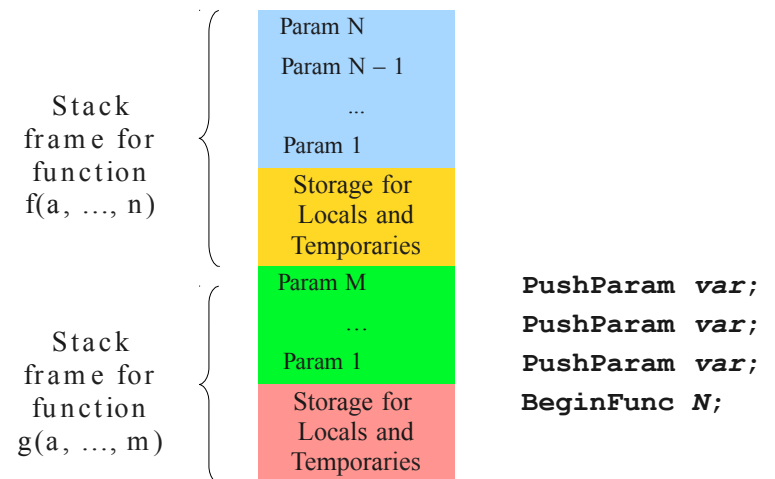 Stack
frame for
function
f(a, ..., n)
Param N
Param N – 1
...
Param 1
Storage for
Locals and
Temporaries
Stack
frame for
function
g(a, ..., m)
Param M
...
Param 1
Storage for
Locals and
Temporaries
PushParam var;
PushParam var;
PushParam var;
BeginFunc N;